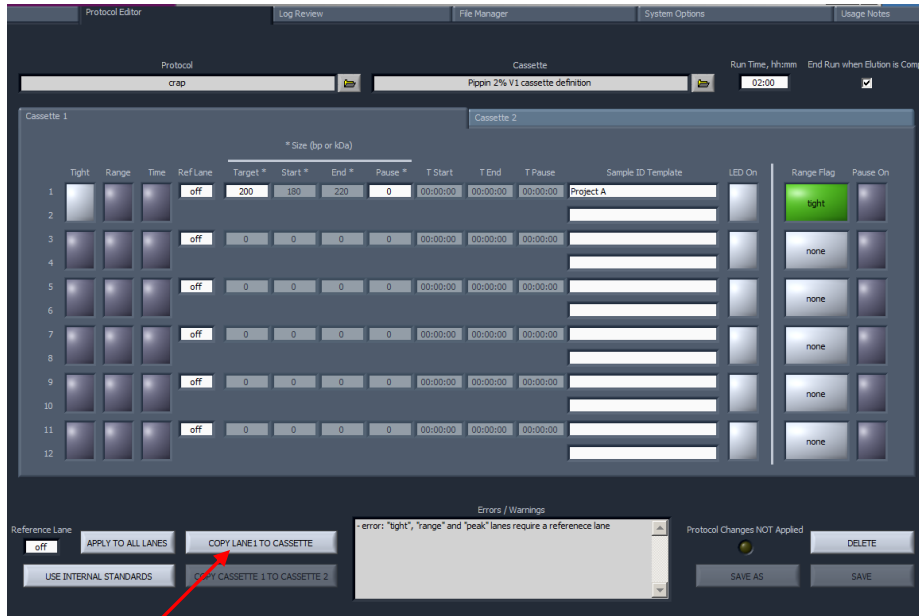 Protocol Editor Log Review File Manager System Options Usage Notes
Protocol Cassette Run Time, hh:mm End Run when Elution is Com
crap Pippin 2% V1 cassette definition 02:00
Cassette 1 Cassette 2
* Size (bp or kDa)
Tight Range Time Ref Lane Target * Start * End * Pause * T Start T End T Pause Sample ID Template LED On Range Flag Pause On
1 off 200 180 220 0 00:00:00 00:00:00 00:00:00 Project A tight
2
3 off 0 0 0 0 00:00:00 00:00:00 00:00:00 none
4
5 off 0 0 0 0 00:00:00 00:00:00 00:00:00 none
6
7 off 0 0 0 0 00:00:00 00:00:00 00:00:00 none
8
9 off 0 0 0 0 00:00:00 00:00:00 00:00:00 none
10
11 off 0 0 0 0 00:00:00 00:00:00 00:00:00 none
12
Errors / Warnings
- error: "tight", "range" and "peak" lanes require a referenece lane
Reference Lane Protocol Changes NOT Applied
off APPLY TO ALL LANES COPY LANE1 TO CASSETTE DELETE
USE INTERNAL STANDARDS COPY CASSETTE 1 TO CASSETTE 2 SAVE AS SAVE